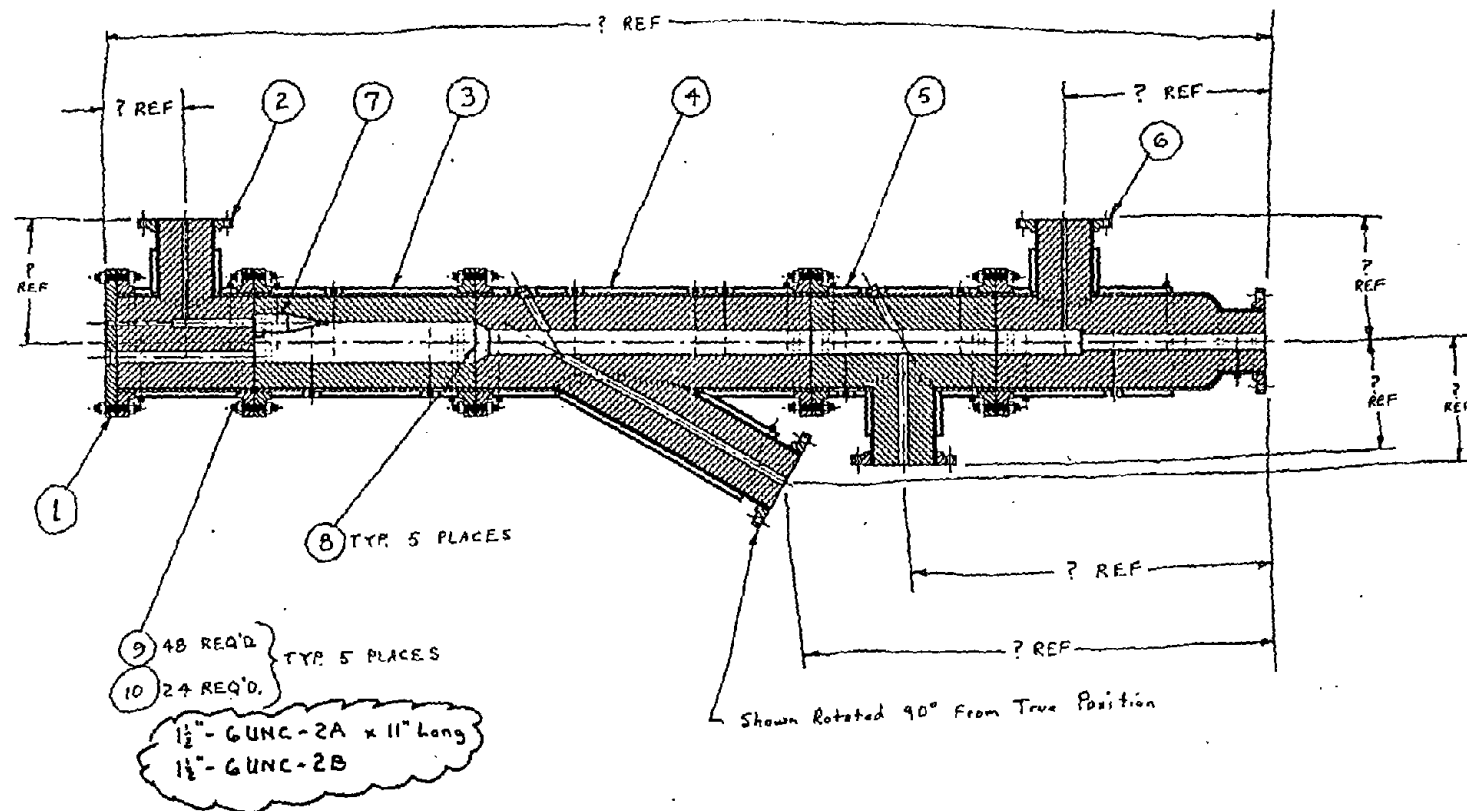 ? REF
? REF
2
7
3
4
5
? REF
6
? REF
? REF
? REF
? REF
1
8 TYP. 5 PLACES
? REF
9 48 REQ'D
TYP. 5 PLACES
10 24 REQ'D.
? REF
Shown Rotated 90° From True Position
1½"-6UNC-2A x 11" Long
1½"-6UNC-2B